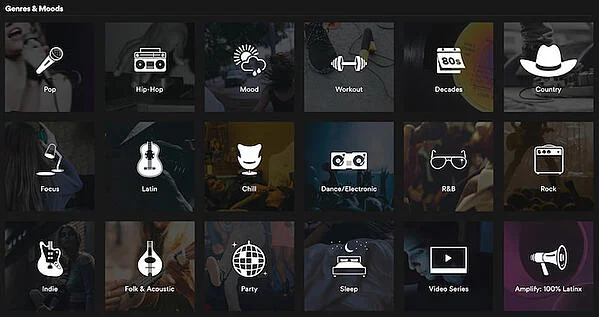 Genres & Moods
Pop
Hip-Hop
Mood
Workout
80s
Decades
Country
Focus
Latin
Chill
Dance/Electronic
R&B
Rock
Indie
Folk & Acoustic
Party
Sleep
Video Series
Amplify: 100% Latinx